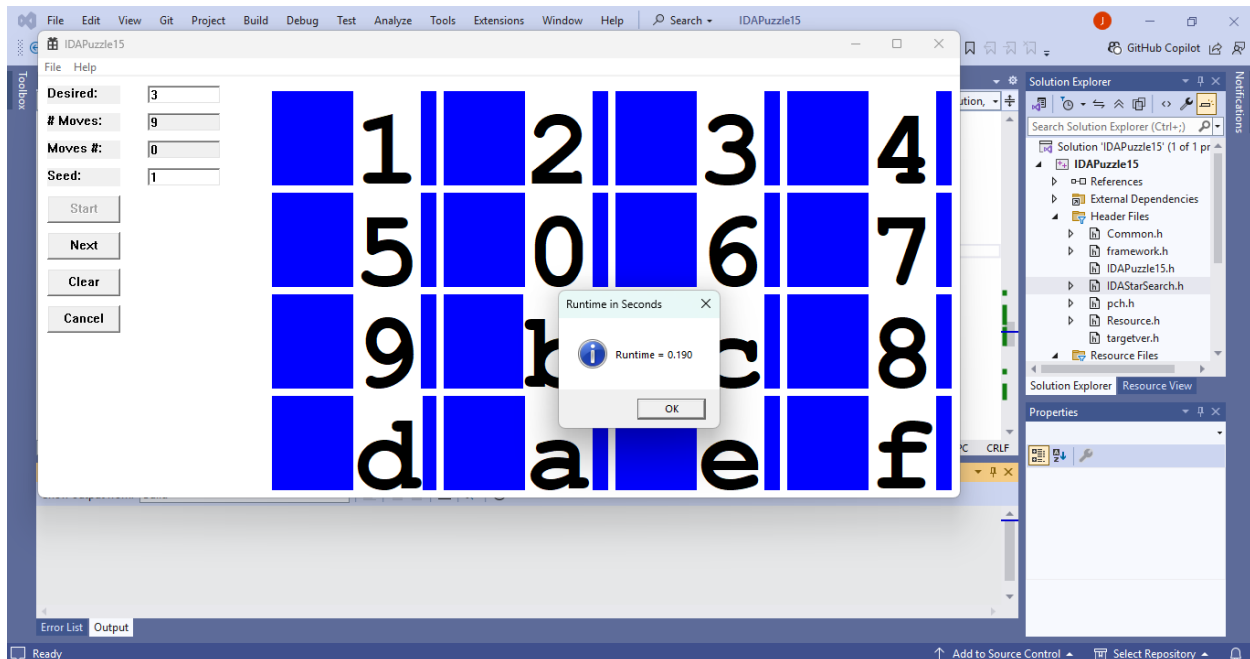 File Edit View Git Project Build Debug Test Analyze Tools Extensions Window Help Search IDAPuzzle15 J
IDAPuzzle15
GitHub Copilot
File Help
Toolbox
Notifications
Desired: 3
# Moves: 9
Moves #: 0
Seed: 1
Start
Next
Clear
Cancel
1 2 3 4
5 0 6 7
9 b c 8
d a e f
Runtime in Seconds
Runtime = 0.190
OK
Solution Explorer
Search Solution Explorer (Ctrl+;)
Solution 'IDAPuzzle15' (1 of 1 pr
IDAPuzzle15
References
External Dependencies
Header Files
Common.h
framework.h
IDAPuzzle15.h
IDAStarSearch.h
pch.h
Resource.h
targetver.h
Resource Files
Solution Explorer Resource View
Properties
CRLF
Error List Output
Ready
Add to Source Control Select Repository